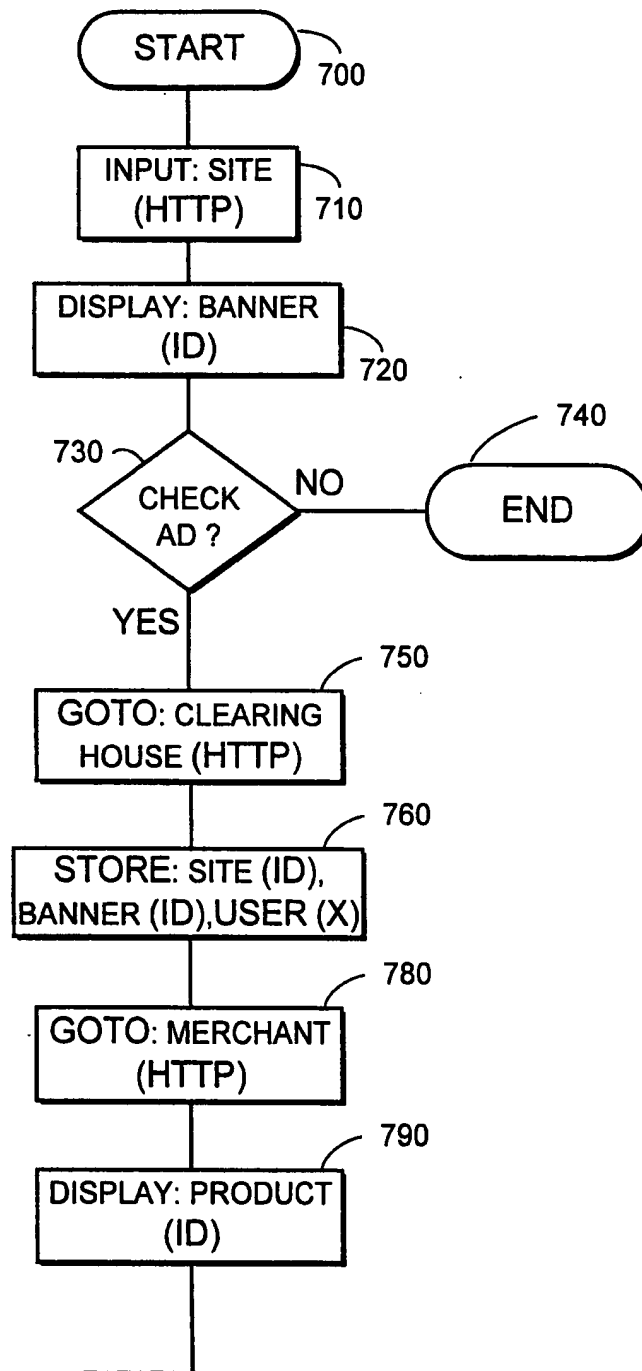 START
700
INPUT: SITE
(HTTP)
710
DISPLAY: BANNER
(ID)
720
730
CHECK
AD ?
NO
740
END
YES
750
GOTO: CLEARING
HOUSE (HTTP)
760
STORE: SITE (ID),
BANNER (ID),USER (X)
780
GOTO: MERCHANT
(HTTP)
790
DISPLAY: PRODUCT
(ID)